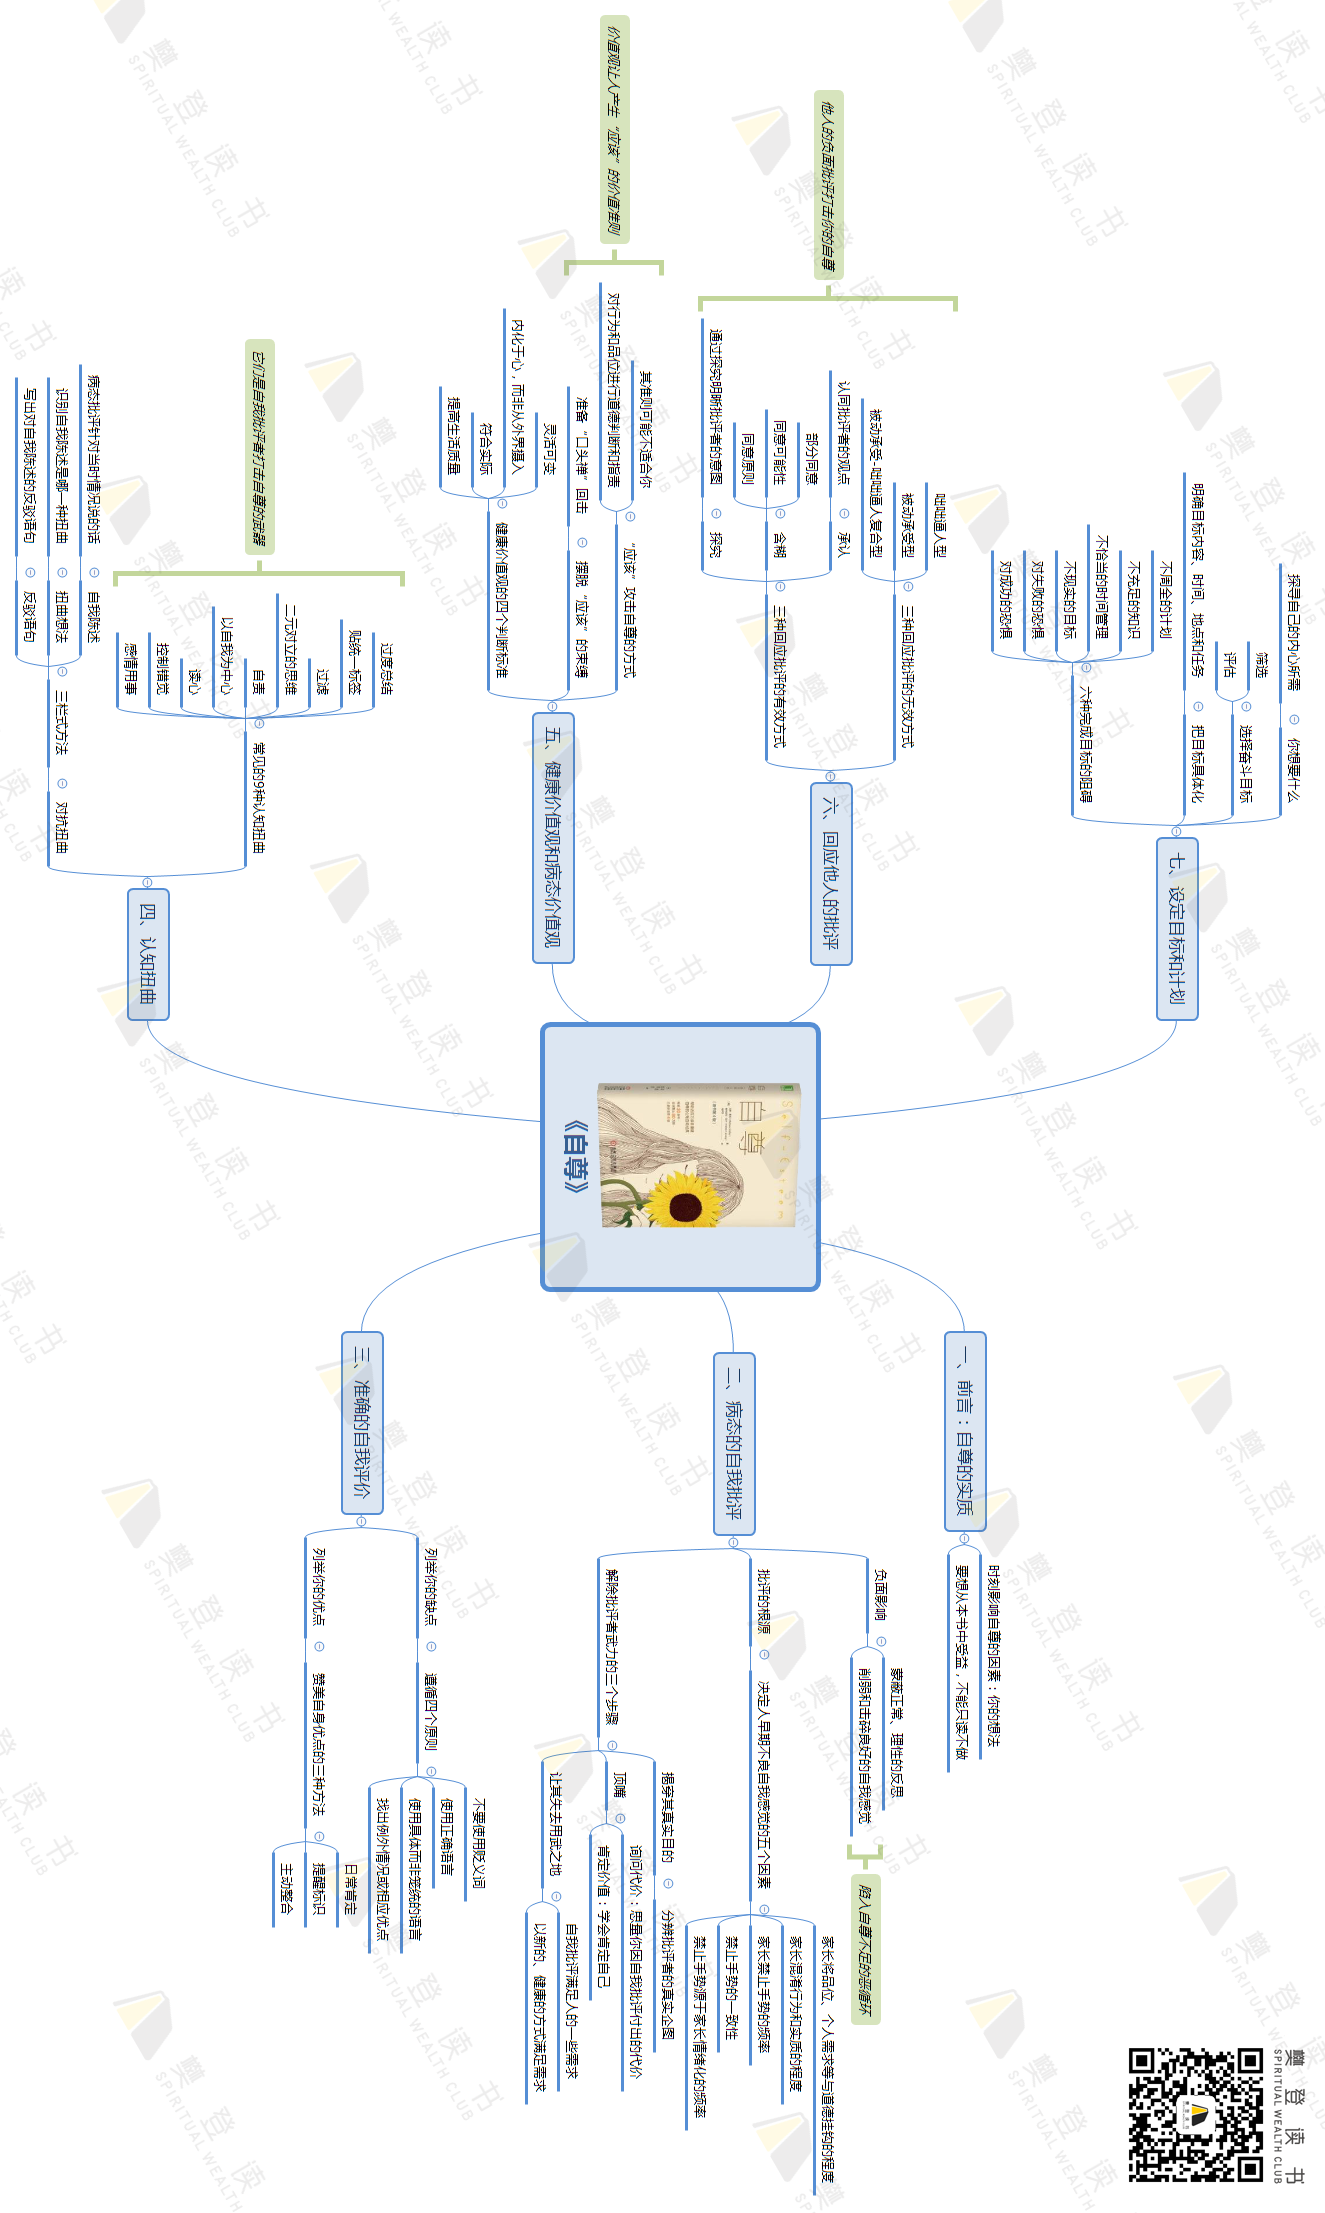 《自尊》
自尊
Self-Esteem
一、前言：自尊的实质
时刻影响自尊的因素：你的想法
要想从本书中受益，不能只读不做
二、病态的自我批评
负面影响
蒙蔽正常、理性的反思
削弱和击碎良好的自我感觉
陷入自尊不足的恶循环
批评的根源
决定人早期不良自我感觉的五个因素
家长将品位、个人需求等与道德挂钩的程度
家长混淆行为和实质的程度
家长禁止手势的频率
禁止手势的一致性
禁止手势源于家长情绪化的频率
解除批评者武力的三个步骤
揭穿其真实目的
分辨批评者的真实企图
顶嘴
询问代价：思量你因自我批评付出的代价
肯定价值：学会肯定自己
让其失去用武之地
自我批评满足人的一些需求
以新的、健康的方式满足需求
三、准确的自我评价
列举你的缺点
遵循四个原则
不要使用贬义词
使用正确语言
使用具体而非笼统的语言
找出例外情况或相应优点
列举你的优点
赞美自身优点的三种方法
日常肯定
提醒标识
主动整合
四、认知扭曲
常见的9种认知扭曲
过度总结
贴统一标签
过滤
二元对立的思维
自责
以自我为中心
读心
控制错觉
感情用事
它们是自我批评者打击自尊的武器
对抗扭曲
三栏式方法
自我陈述
病态批评针对当时情况说的话
扭曲想法
识别自我陈述是哪一种扭曲
反驳语句
写出对自我陈述的反驳语句
五、健康价值观和病态价值观
“应该”攻击自尊的方式
其准则可能不适合你
对行为和品位进行道德判断和指责
价值观让人产生“应该”的价值准则
摆脱“应该”的束缚
准备“口头禅”回击
健康价值观的四个判断标准
灵活可变
内化于心，而非从外界摄入
符合实际
提高生活质量
六、回应他人的批评
三种回应批评的无效方式
咄咄逼人型
被动承受型
被动承受-咄咄逼人复合型
三种回应批评的有效方式
承认
认同批评者的观点
含糊
部分同意
同意可能性
同意原则
探究
通过探究明晰批评者的意图
他人的负面批评打击你的自尊
七、设定目标和计划
你想要什么
探寻自己的内心所需
选择奋斗目标
筛选
评估
把目标具体化
明确目标内容、时间、地点和任务
六种完成目标的阻碍
不周全的计划
不充足的知识
不恰当的时间管理
不现实的目标
对失败的恐惧
对成功的恐惧
樊登读书
SPIRITUAL WEALTH CLUB